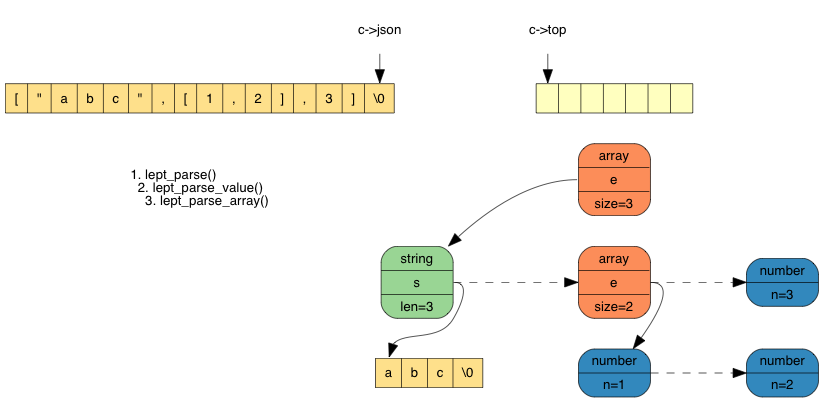 c->json
c->top
[ " a b c " , [ 1 , 2 ] , 3 ] \0
1. lept_parse()
2. lept_parse_value()
3. lept_parse_array()
array
e
size=3
string
s
len=3
array
e
size=2
number
n=3
a b c \0
number
n=1
number
n=2